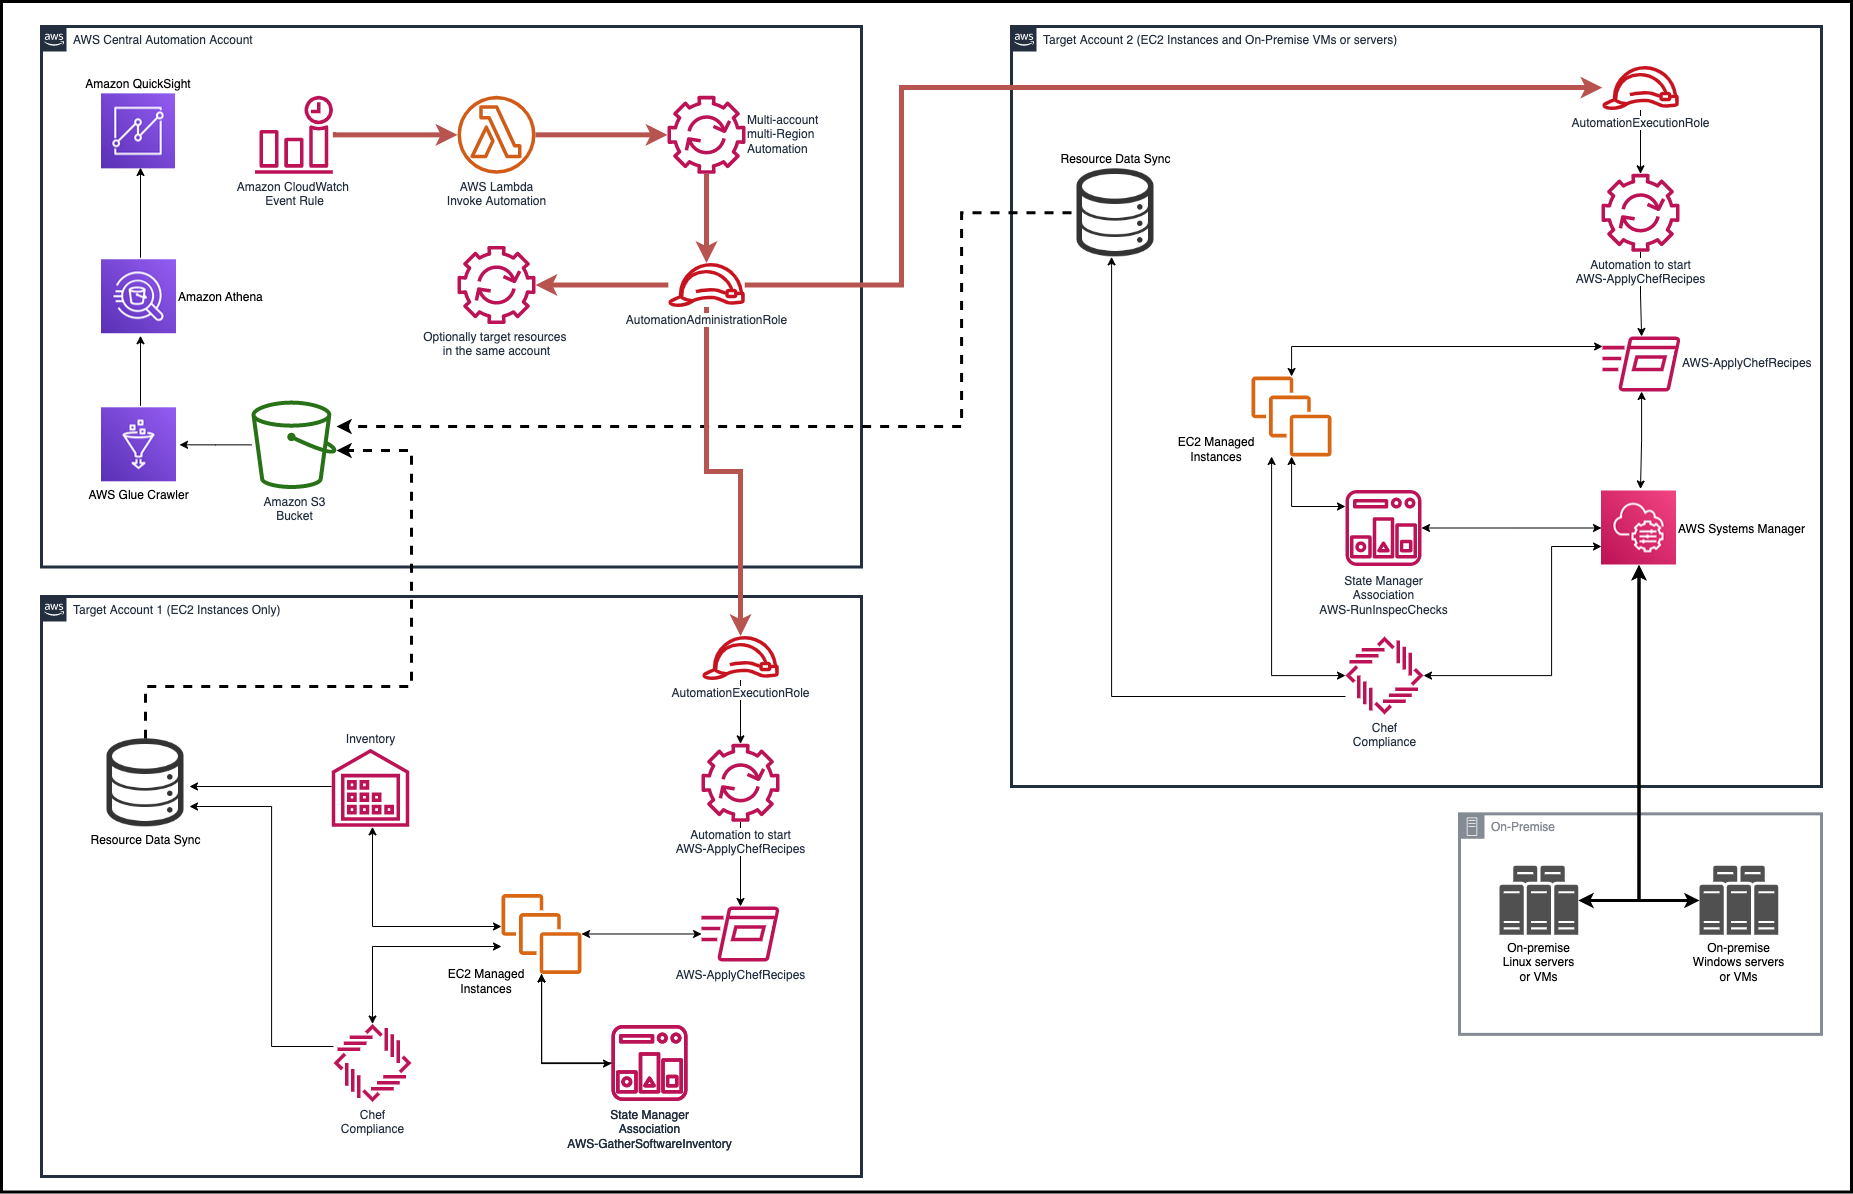 aws
AWS Central Automation Account
Amazon QuickSight
Amazon CloudWatch
Event Rule
AWS Lambda
Invoke Automation
Multi-account
multi-Region
Automation
Amazon Athena
Optionally target resources
in the same account
AutomationAdministrationRole
AWS Glue Crawler
Amazon S3
Bucket
aws
Target Account 1 (EC2 Instances Only)
AutomationExecutionRole
Inventory
Resource Data Sync
Automation to start
AWS-ApplyChefRecipes
EC2 Managed
Instances
AWS-ApplyChefRecipes
Chef
Compliance
State Manager
Association
AWS-GatherSoftwareInventory
aws
Target Account 2 (EC2 Instances and On-Premise VMs or servers)
AutomationExecutionRole
Resource Data Sync
Automation to start
AWS-ApplyChefRecipes
AWS-ApplyChefRecipes
EC2 Managed
Instances
AWS Systems Manager
State Manager
Association
AWS-RunInspecChecks
Chef
Compliance
On-Premise
On-premise
Linux servers
or VMs
On-premise
Windows servers
or VMs